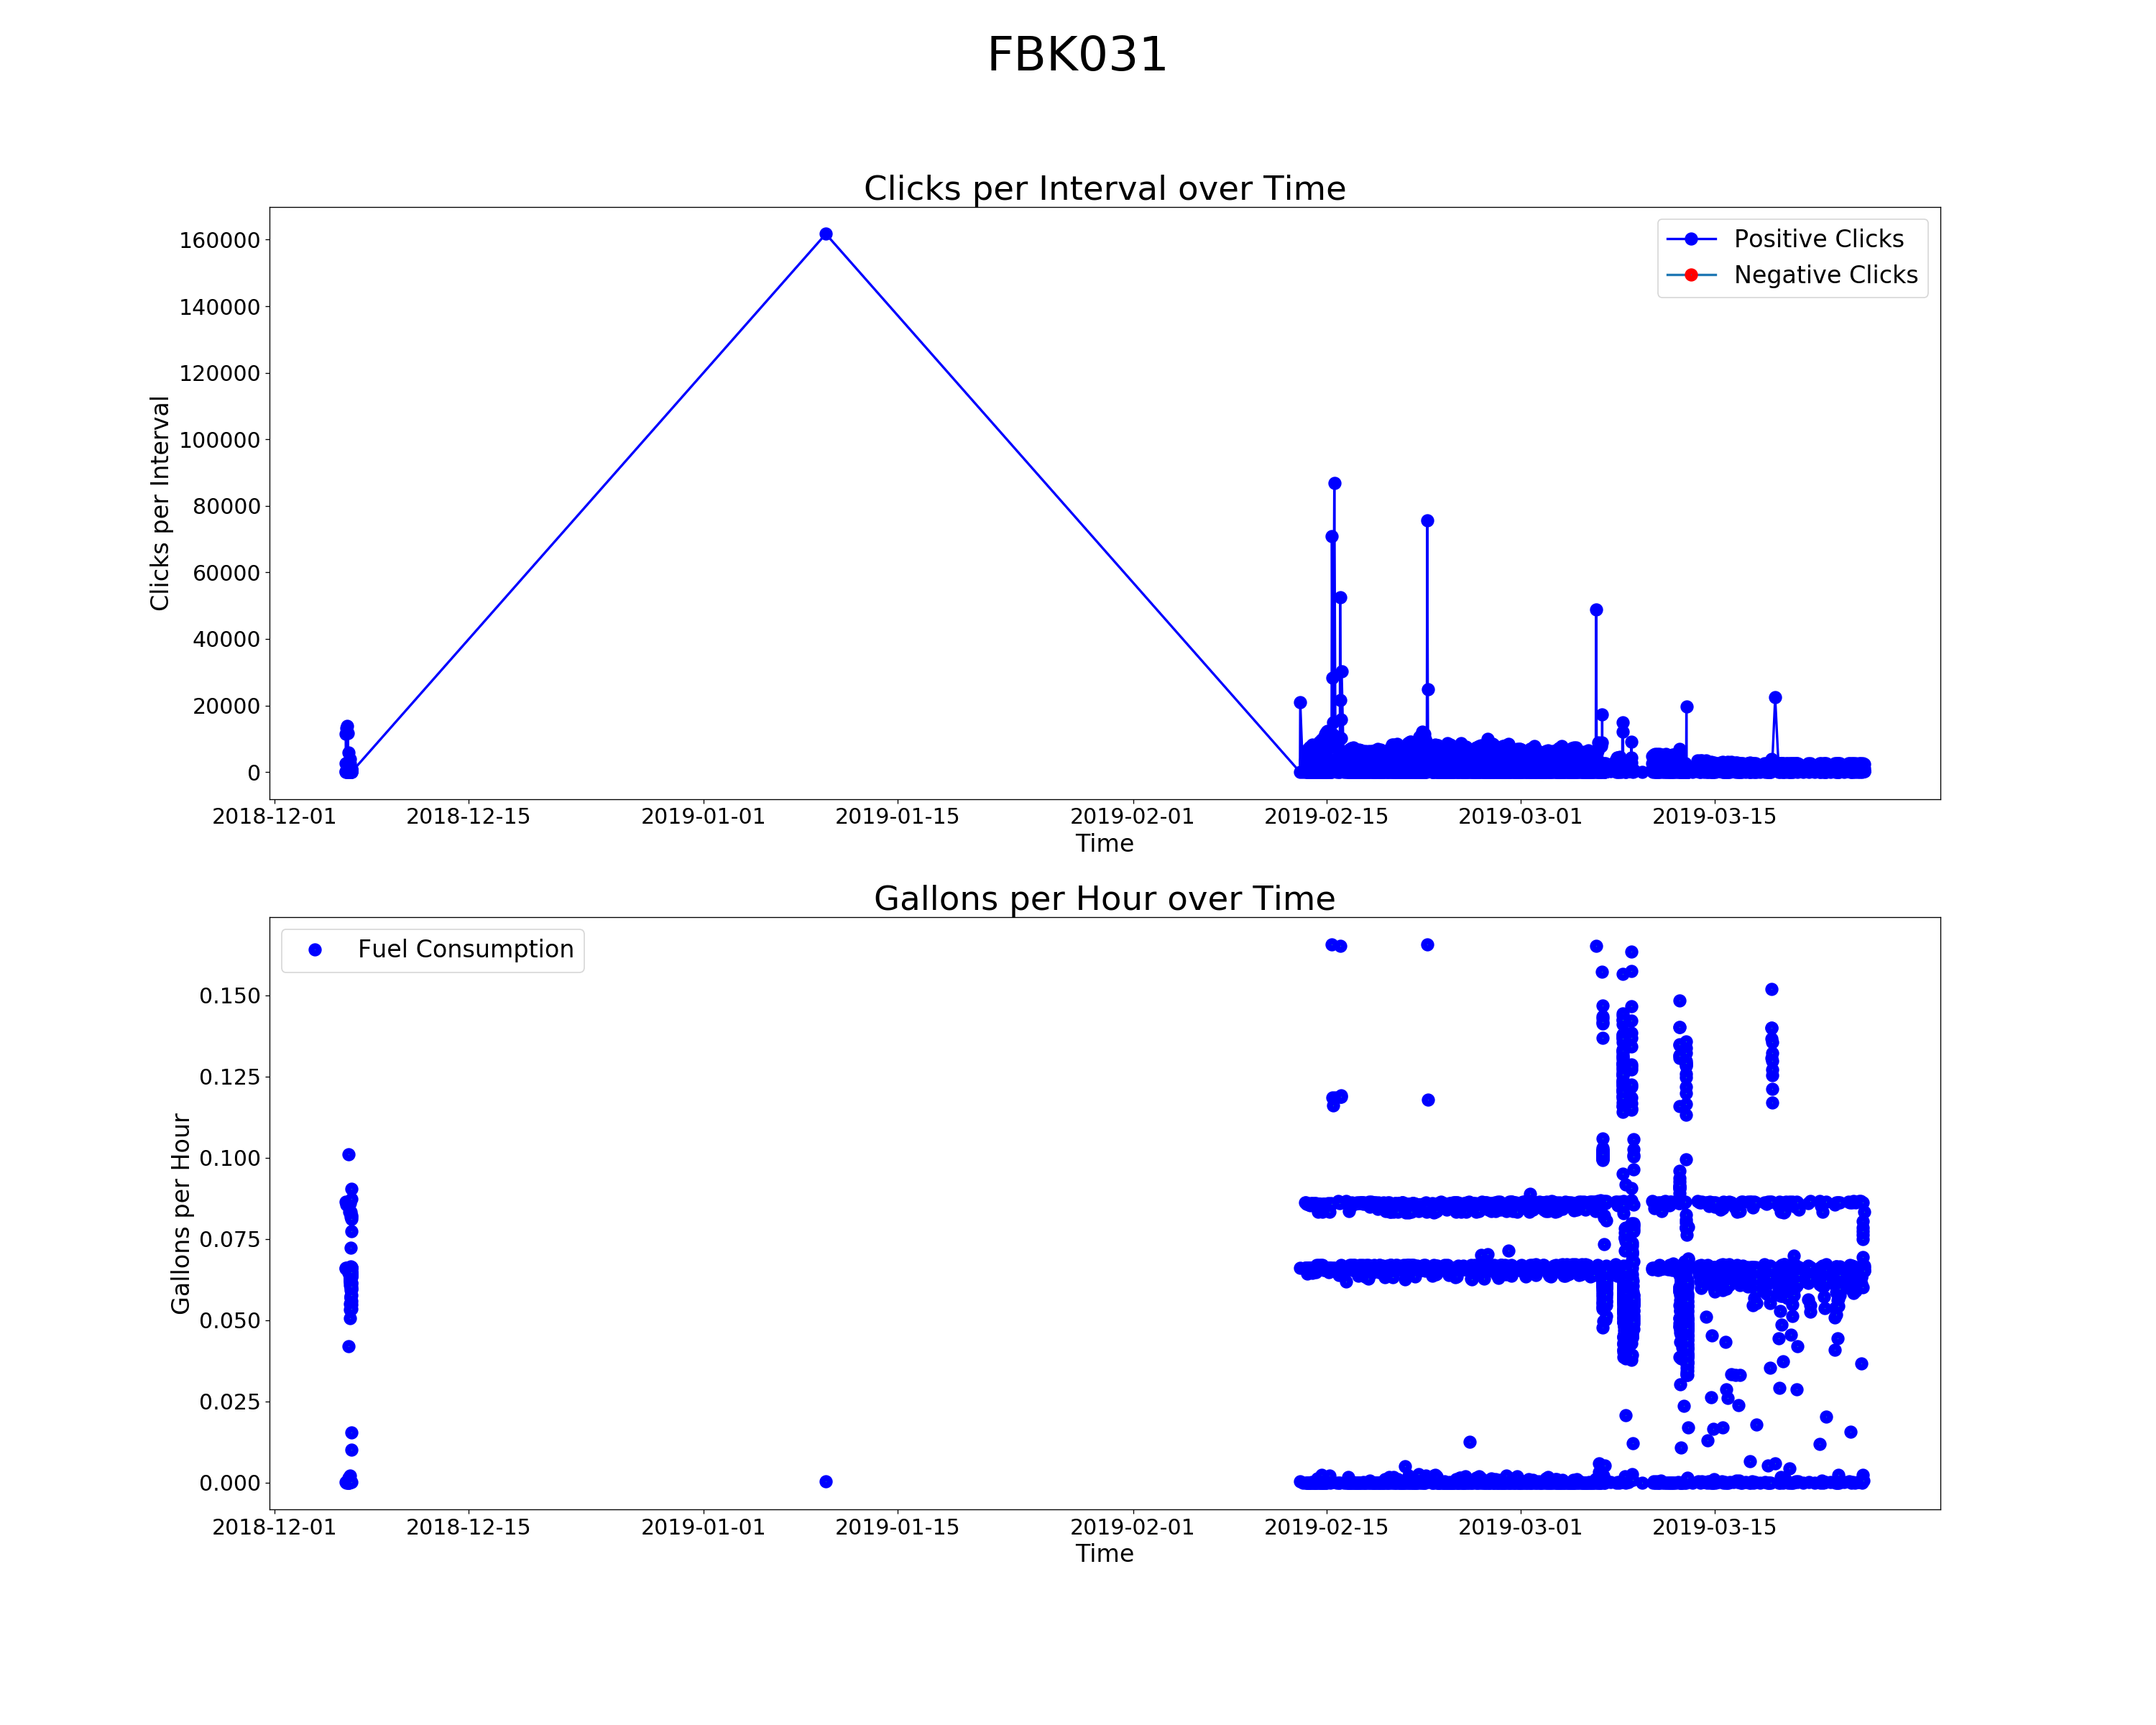 FBK031
Clicks per Interval over Time
Positive Clicks
Negative Clicks
160000
140000
120000
100000
80000
60000
40000
20000
0
Clicks per Interval
2018-12-01 2018-12-15 2019-01-01 2019-01-15 2019-02-01 2019-02-15 2019-03-01 2019-03-15
Time
Gallons per Hour over Time
Fuel Consumption
0.150
0.125
0.100
0.075
0.050
0.025
0.000
Gallons per Hour
2018-12-01 2018-12-15 2019-01-01 2019-01-15 2019-02-01 2019-02-15 2019-03-01 2019-03-15
Time